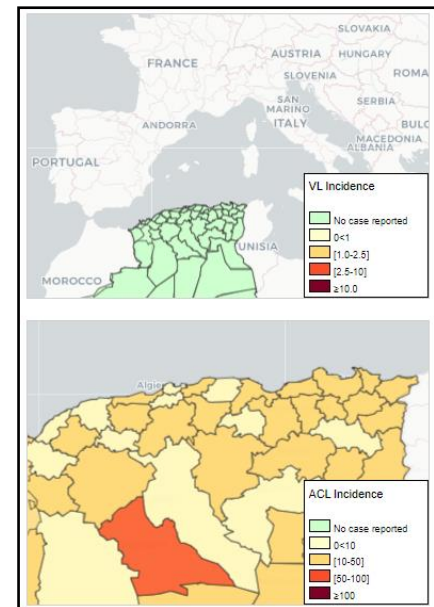 SLOVAKIA
FRANCE
AUSTRIA
HUNGARY
SLOVENIA
ROMA
SAN
MARINO
ITALY
SERBIA
ANDORRA
BULG
MACEDONIA
ALBANIA
PORTUGAL
VL Incidence
No case reported
0<1
[1.0-2.5]
[2.5-10]
≥10.0
UNISIA
MOROCCO
Algie
ACL Incidence
No case reported
0<10
[10-50]
[50-100]
≥100